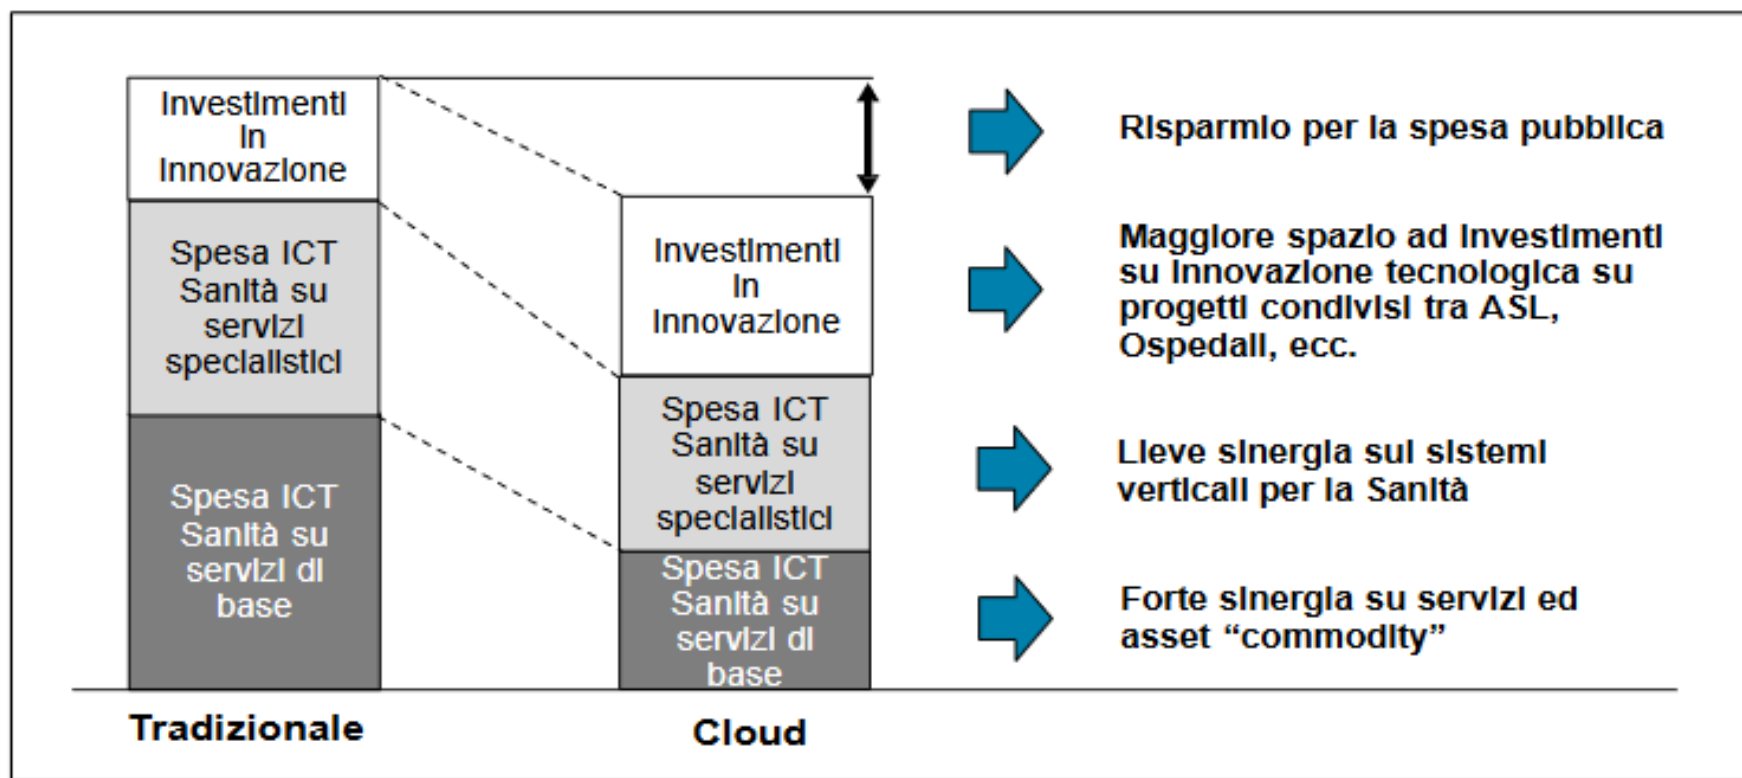 Investimenti
in
innovazione
Spesa ICT
Sanità su
servizi
specialistici
Spesa ICT
Sanità su
servizi di
base
Tradizionale
Investimenti
in
innovazione
Spesa ICT
Sanità su
servizi
specialistici
Spesa ICT
Sanità su
servizi di
base
Cloud
Risparmio per la spesa pubblica
Maggiore spazio ad investimenti
su innovazione tecnologica su
progetti condivisi tra ASL,
Ospedali, ecc.
Lieve sinergia sui sistemi
verticali per la Sanità
Forte sinergia su servizi ed
asset “commodity”